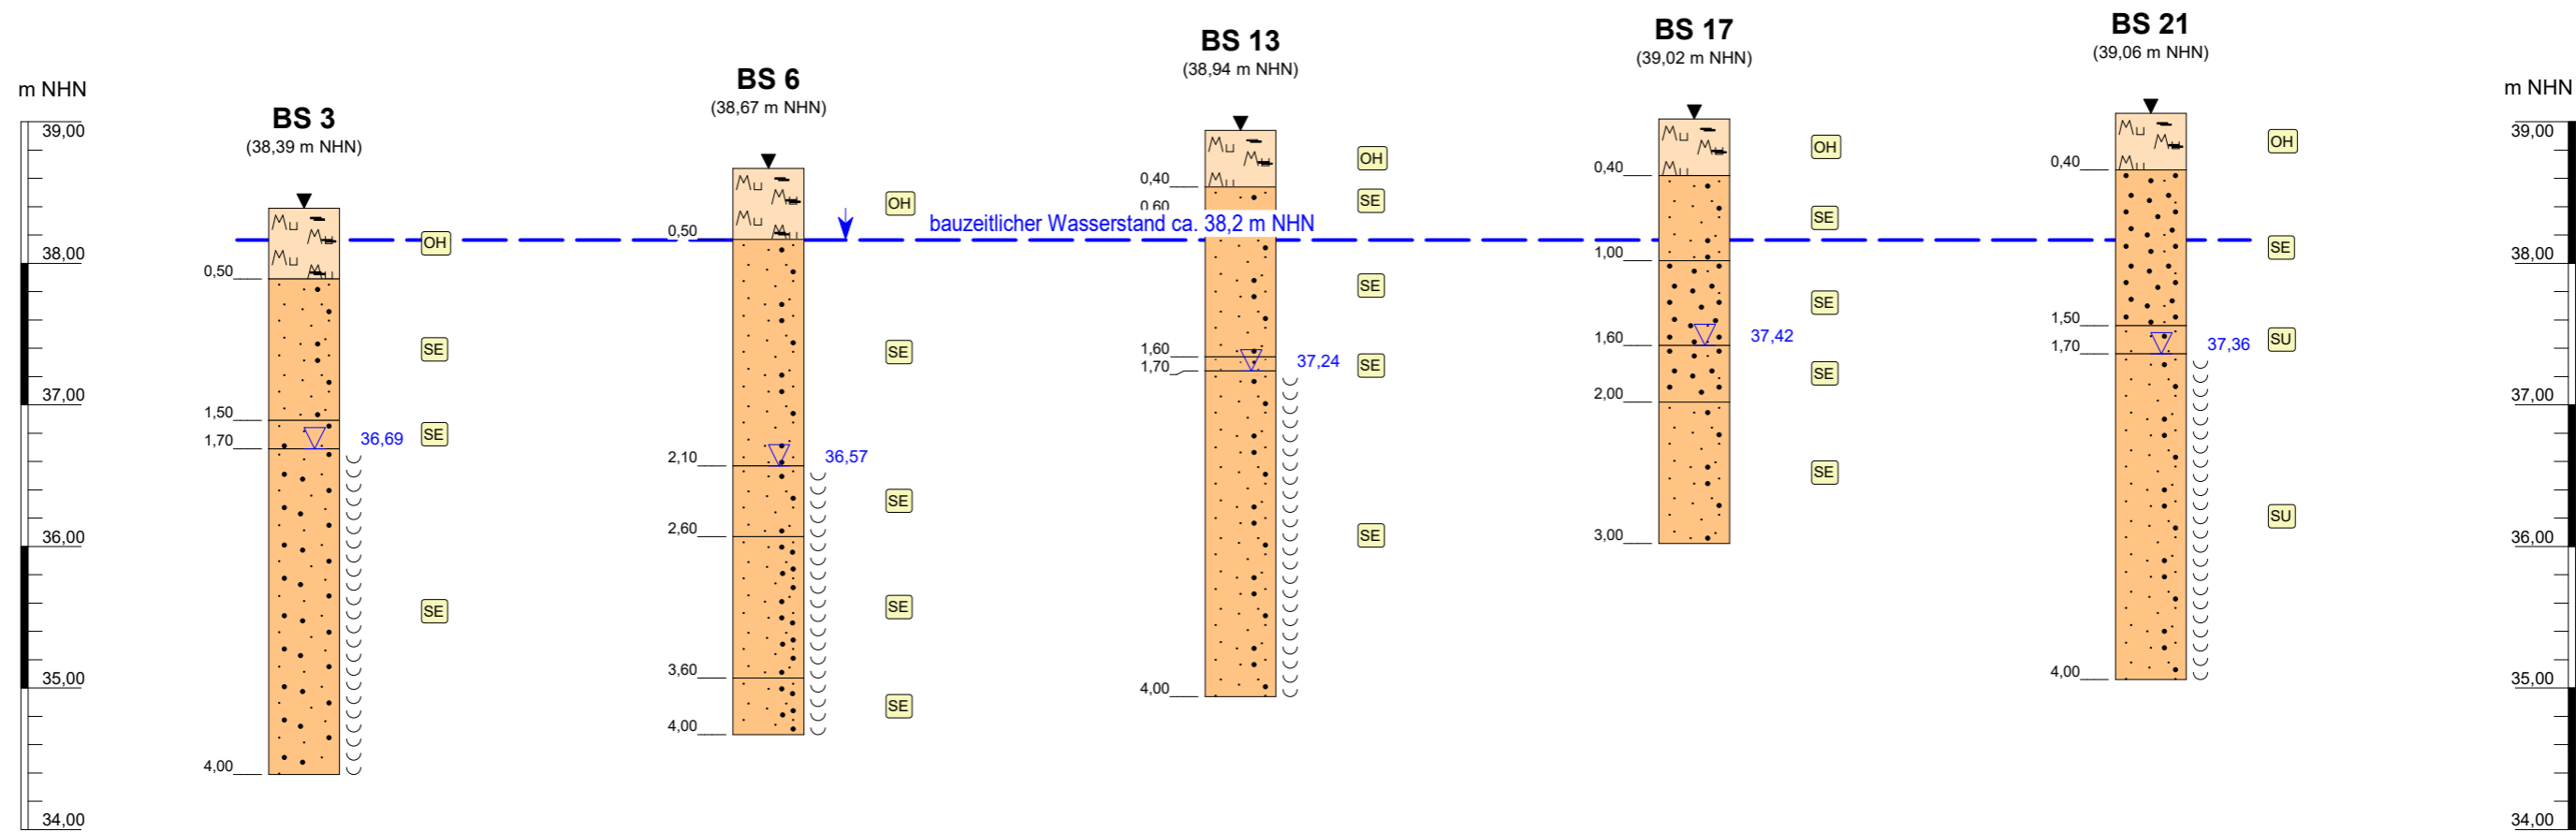 m NHN
39,00
38,00
37,00
36,00
35,00
34,00
BS 3
(38,39 m NHN)
0,50
1,50
1,70
4,00
36,69
OH
SE
SE
SE
BS 6
(38,67 m NHN)
0,50
2,10
2,60
3,60
4,00
36,57
OH
SE
SE
SE
SE
bauzeitlicher Wasserstand ca. 38,2 m NHN
BS 13
(38,94 m NHN)
0,40
0,60
1,60
1,70
4,00
37,24
OH
SE
SE
SE
SE
BS 17
(39,02 m NHN)
0,40
1,00
1,60
2,00
3,00
37,42
OH
SE
SE
SE
SE
BS 21
(39,06 m NHN)
0,40
1,50
1,70
4,00
37,36
OH
SE
SU
SU
m NHN
39,00
38,00
37,00
36,00
35,00
34,00